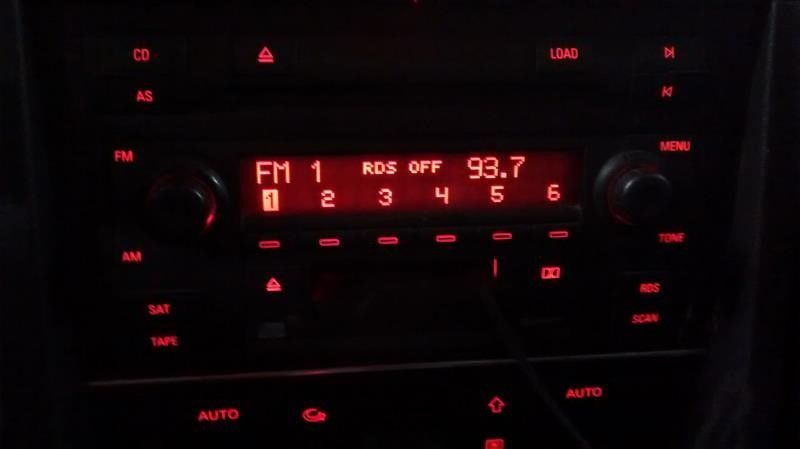 CD LOAD
AS
FM MENU
FM 1 RDS OFF 93.7
1 2 3 4 5 6
AM TONE
SAT RDS
TAPE SCAN
AUTO AUTO